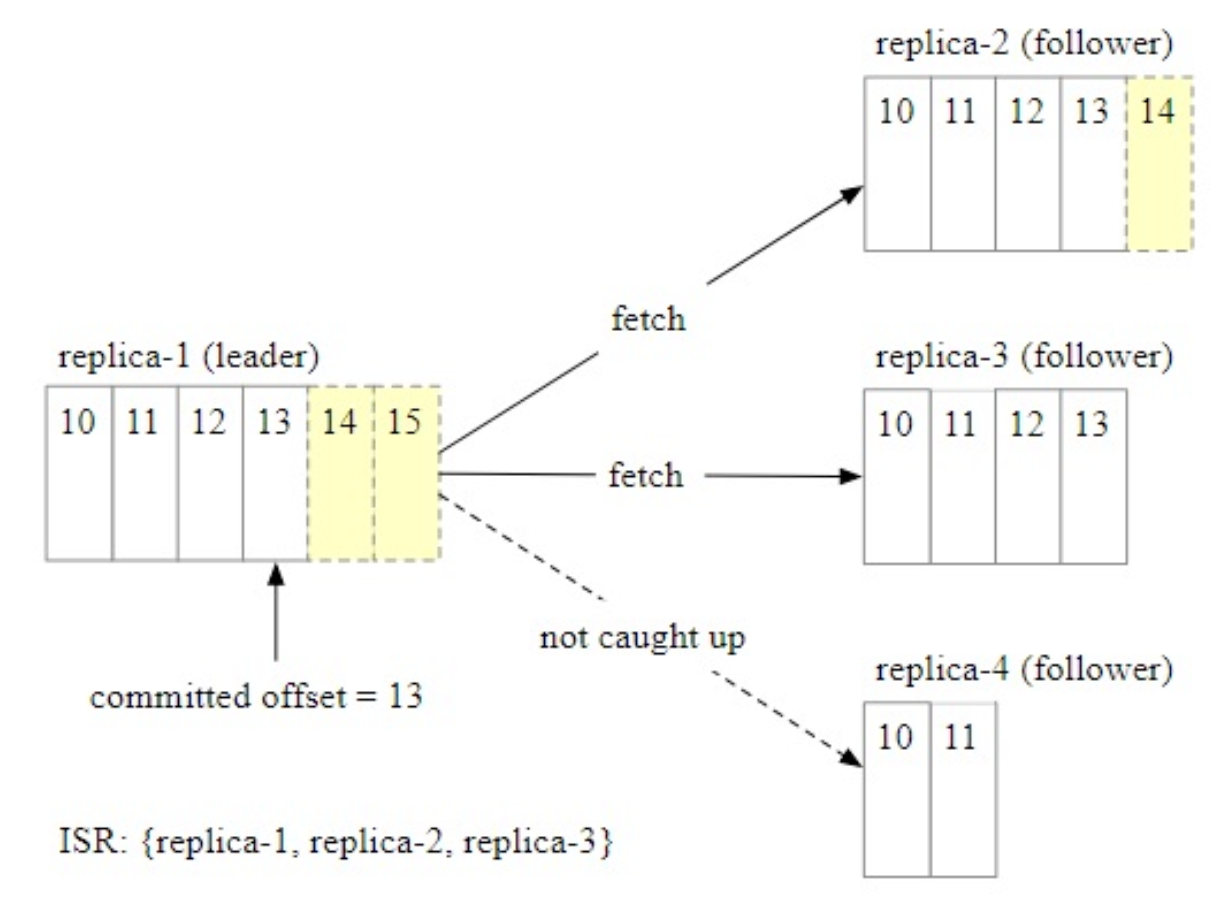 replica-2 (follower)
10 11 12 13 14
fetch
replica-1 (leader)
10 11 12 13 14 15
replica-3 (follower)
10 11 12 13
fetch
not caught up
replica-4 (follower)
10 11
committed offset = 13
ISR: {replica-1, replica-2, replica-3}